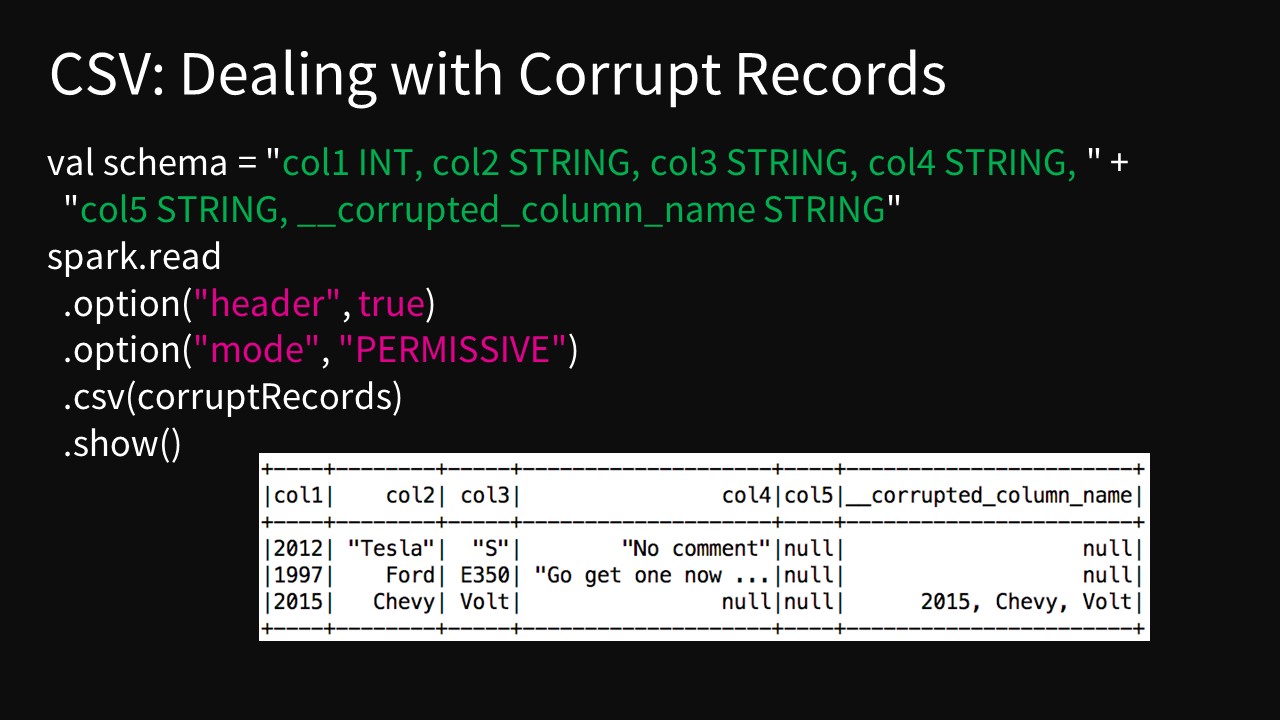 CSV: Dealing with Corrupt Records
val schema = "col1 INT, col2 STRING, col3 STRING, col4 STRING, " +
  "col5 STRING, __corrupted_column_name STRING"
spark.read
  .option("header", true)
  .option("mode", "PERMISSIVE")
  .csv(corruptRecords)
  .show()
+----+--------+-----+--------------------+----+-----------------------+
|col1|    col2| col3|                col4|col5|__corrupted_column_name|
+----+--------+-----+--------------------+----+-----------------------+
|2012| "Tesla"|  "S"|        "No comment"|null|                   null|
|1997|    Ford| E350| "Go get one now ...|null|                   null|
|2015|   Chevy| Volt|                null|null|      2015, Chevy, Volt|
+----+--------+-----+--------------------+----+-----------------------+